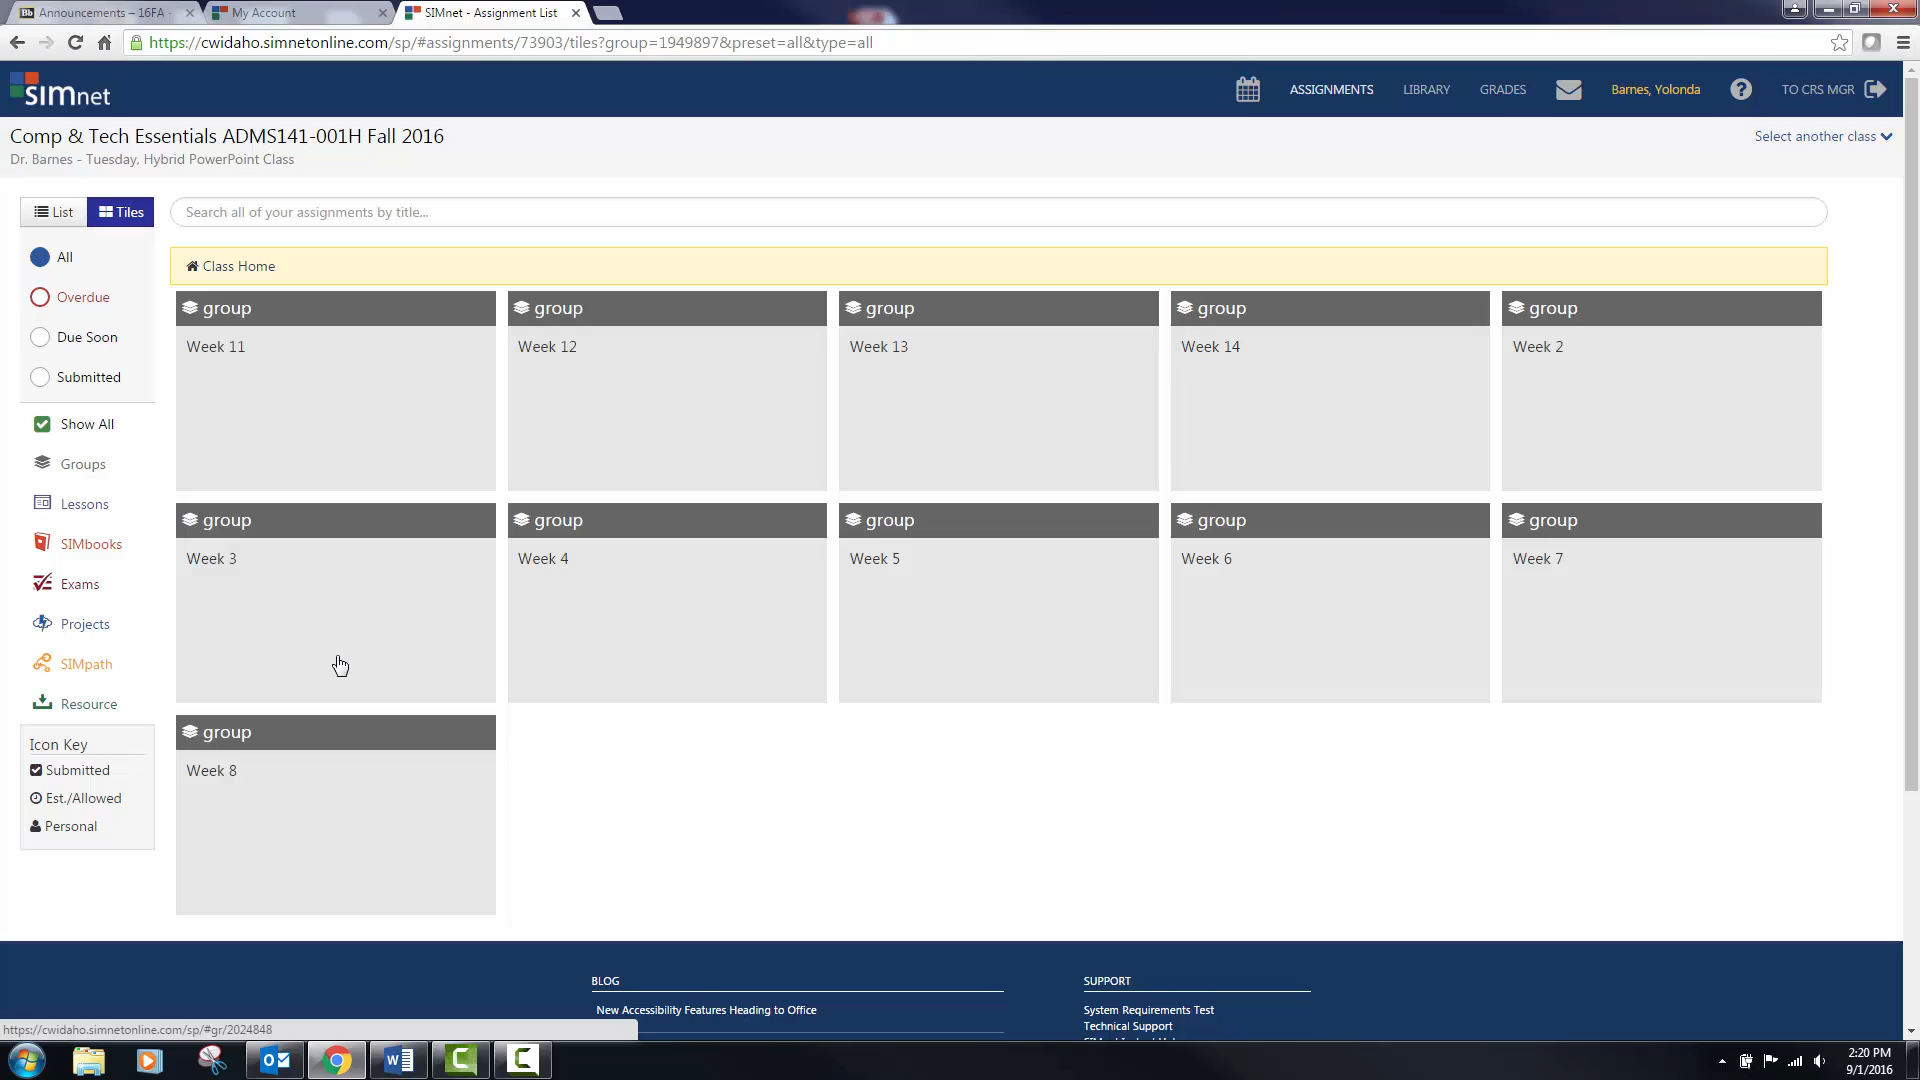 Announcements – 16FA
My Account
SIMnet - Assignment List
https://cwidaho.simnetonline.com/sp/#assignments/73903/tiles?group=1949897&preset=all&type=all
SIMnet
ASSIGNMENTS LIBRARY GRADES Barnes, Yolonda TO CRS MGR
Comp & Tech Essentials ADMS141-001H Fall 2016
Select another class
Dr. Barnes - Tuesday, Hybrid PowerPoint Class
List Tiles
Search all of your assignments by title...
All
Overdue
Due Soon
Submitted
Show All
Groups
Lessons
SIMbooks
Exams
Projects
SIMpath
Resource
Icon Key
Submitted
Est./Allowed
Personal
Class Home
group group group group group
Week 11 Week 12 Week 13 Week 14 Week 2
group group group group group
Week 3 Week 4 Week 5 Week 6 Week 7
group
Week 8
BLOG
New Accessibility Features Heading to Office
SUPPORT
System Requirements Test
Technical Support
https://cwidaho.simnetonline.com/sp/#gr/2024848
2:20 PM
9/1/2016